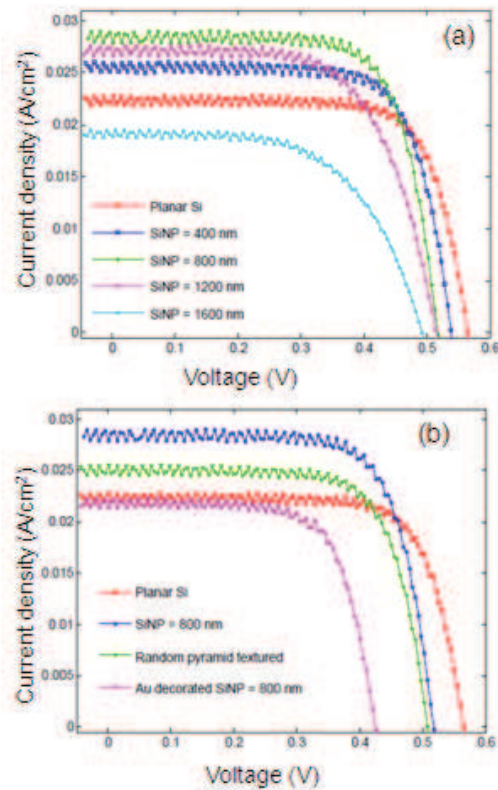 (a)
Current density (A/cm²)
0.03
0.025
0.02
0.015
0.01
0.005
0
Planar Si
SiNP = 400 nm
SiNP = 800 nm
SiNP = 1200 nm
SiNP = 1600 nm
0 0.1 0.2 0.3 0.4 0.5 0.6
Voltage (V)
(b)
Current density (A/cm²)
0.03
0.025
0.02
0.015
0.01
0.005
0
Planar Si
SiNP = 800 nm
Random pyramid textured
Au decorated SiNP = 800 nm
0 0.1 0.2 0.3 0.4 0.5 0.6
Voltage (V)